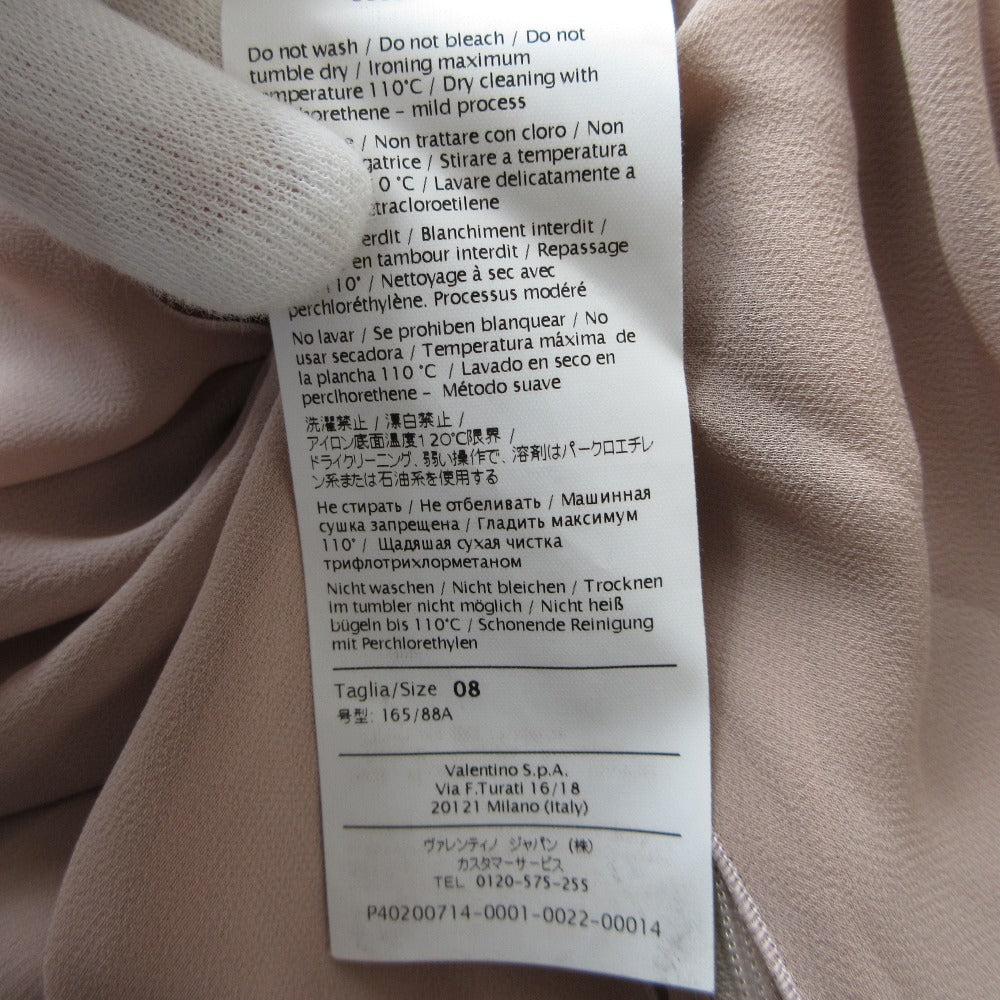 Do not wash / Do not bleach / Do not
tumble dry / Ironing maximum
mperature 110°C / Dry cleaning with
horethene – mild process
e / Non trattare con cloro / Non
gatrice / Stirare a temperatura
0 °C / Lavare delicatamente a
etracloroetilene
erdit / Blanchiment interdit /
en tambour interdit / Repassage
110° / Nettoyage à sec avec
perchloréthylène. Processus modéré
No lavar / Se prohiben blanquear / No
usar secadora / Temperatura máxima de
la plancha 110 °C / Lavado en seco en
perclhorethene – Método suave
洗濯禁止 / 漂白禁止 /
アイロン底面温度120°C限界 /
ドライクリーニング、弱い操作で、溶剤はパークロエチレ
ン系または石油系を使用する
Не стирать / Не отбеливать / Машинная
сушка запрещена / Гладить максимум
110° / Щадяшая сухая чистка
трифлотрихлорметаном
Nicht waschen / Nicht bleichen / Trocknen
im tumbler nicht möglich / Nicht heiß
bügeln bis 110°C / Schonende Reinigung
mit Perchlorethylen
Taglia/Size 08
号型: 165/88A
Valentino S.p.A.
Via F.Turati 16/18
20121 Milano (Italy)
ヴァレンティノ ジャパン (株)
カスタマーサービス
TEL 0120-575-255
P40200714-0001-0022-00014